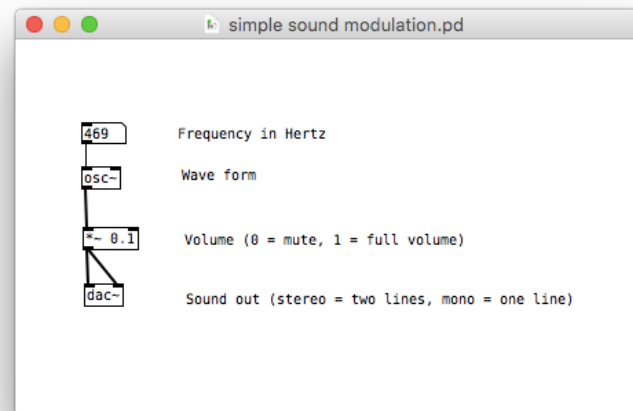 simple sound modulation.pd
469 Frequency in Hertz
osc~ Wave form
*~ 0.1 Volume (0 = mute, 1 = full volume)
dac~ Sound out (stereo = two lines, mono = one line)